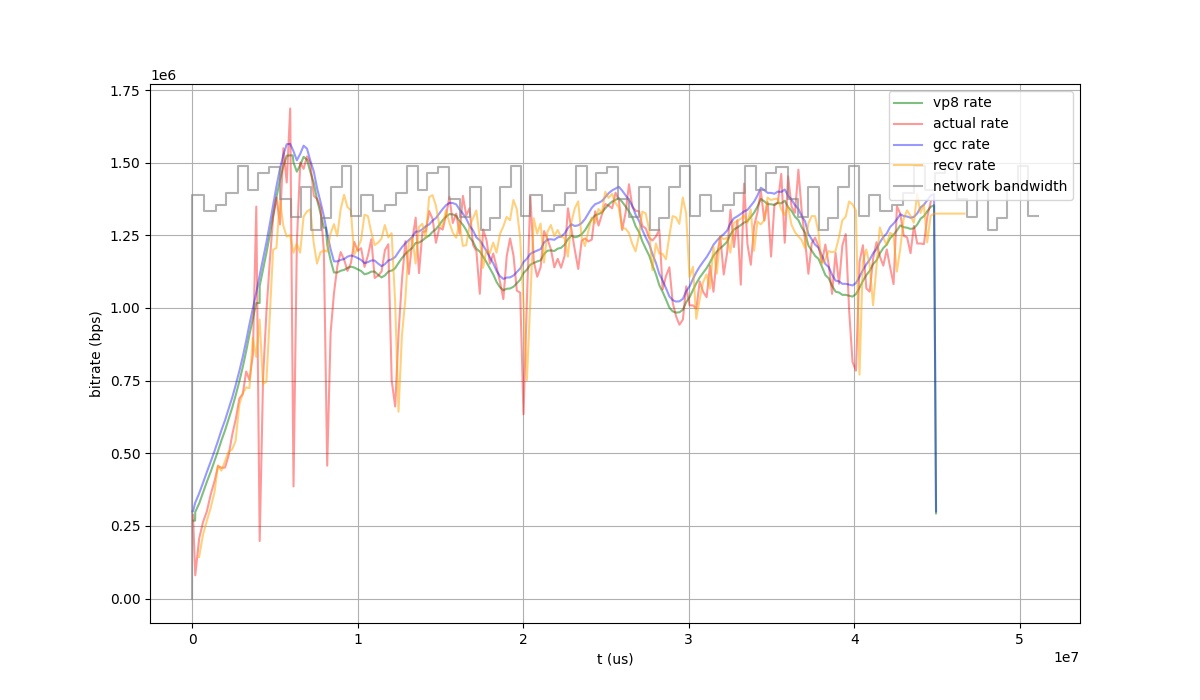 1e6
1.75
1.50
1.25
1.00
0.75
0.50
0.25
0.00
bitrate (bps)
vp8 rate
actual rate
gcc rate
recv rate
network bandwidth
0 1 2 3 4 5
t (us)
1e7